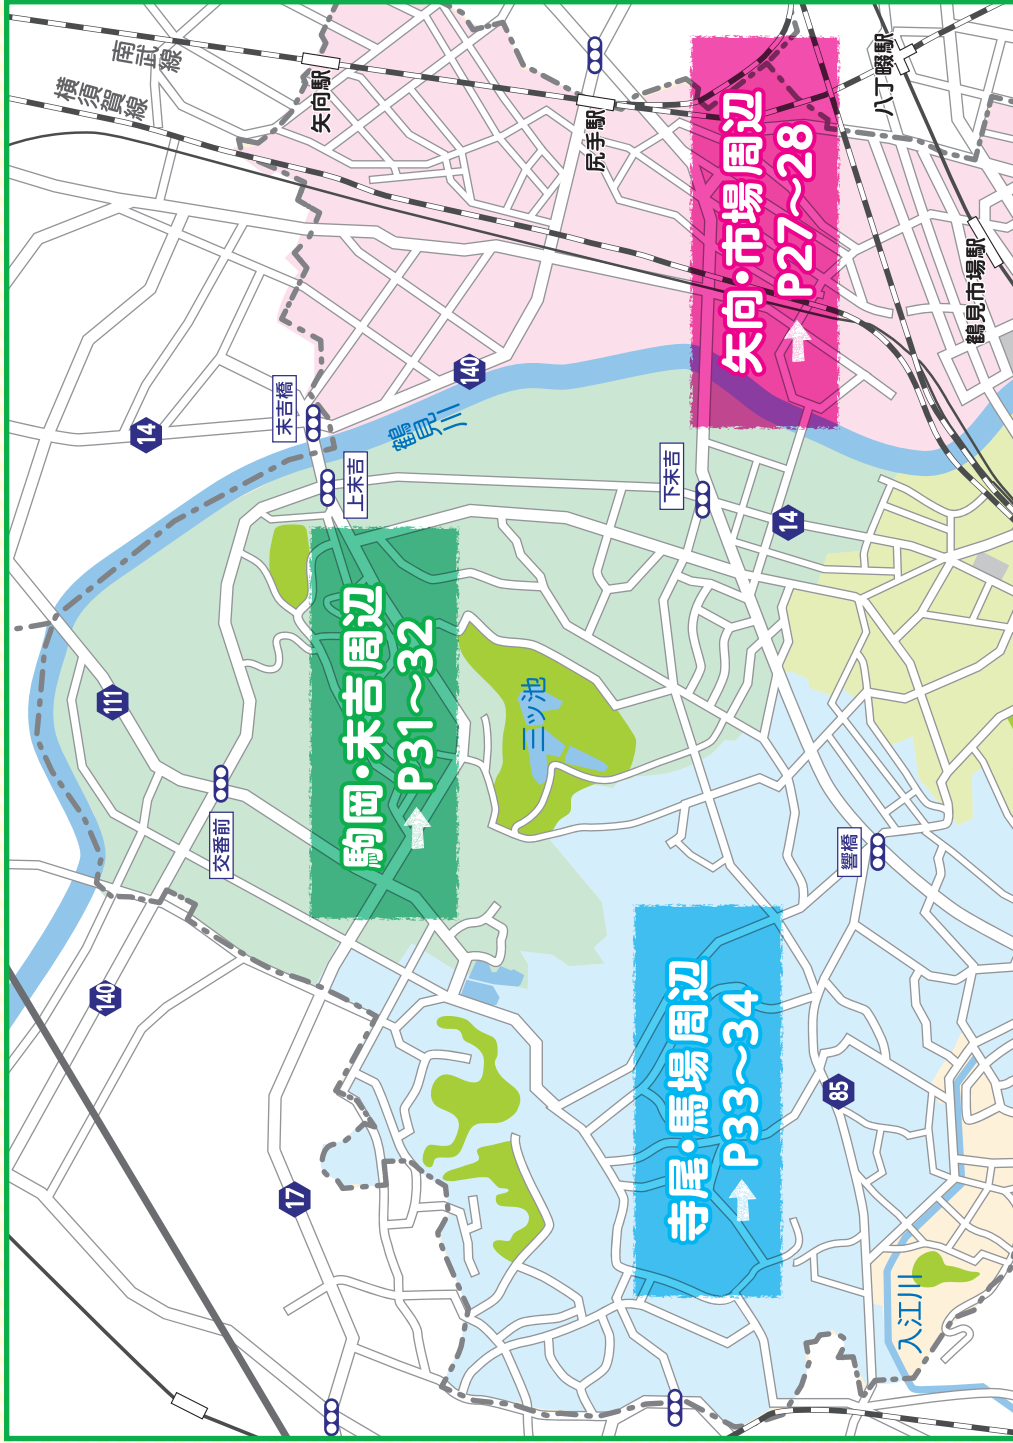 南武線
横須賀線
矢向駅
尻手駅
八丁畷駅
鶴見市場駅
矢向・市場周辺
P27〜28
140
14
末吉橋
鶴見川
上末吉
下末吉
14
駒岡・末吉周辺
P31〜32
三ツ池
111
交番前
響橋
140
寺尾・馬場周辺
P33〜34
85
17
入江川